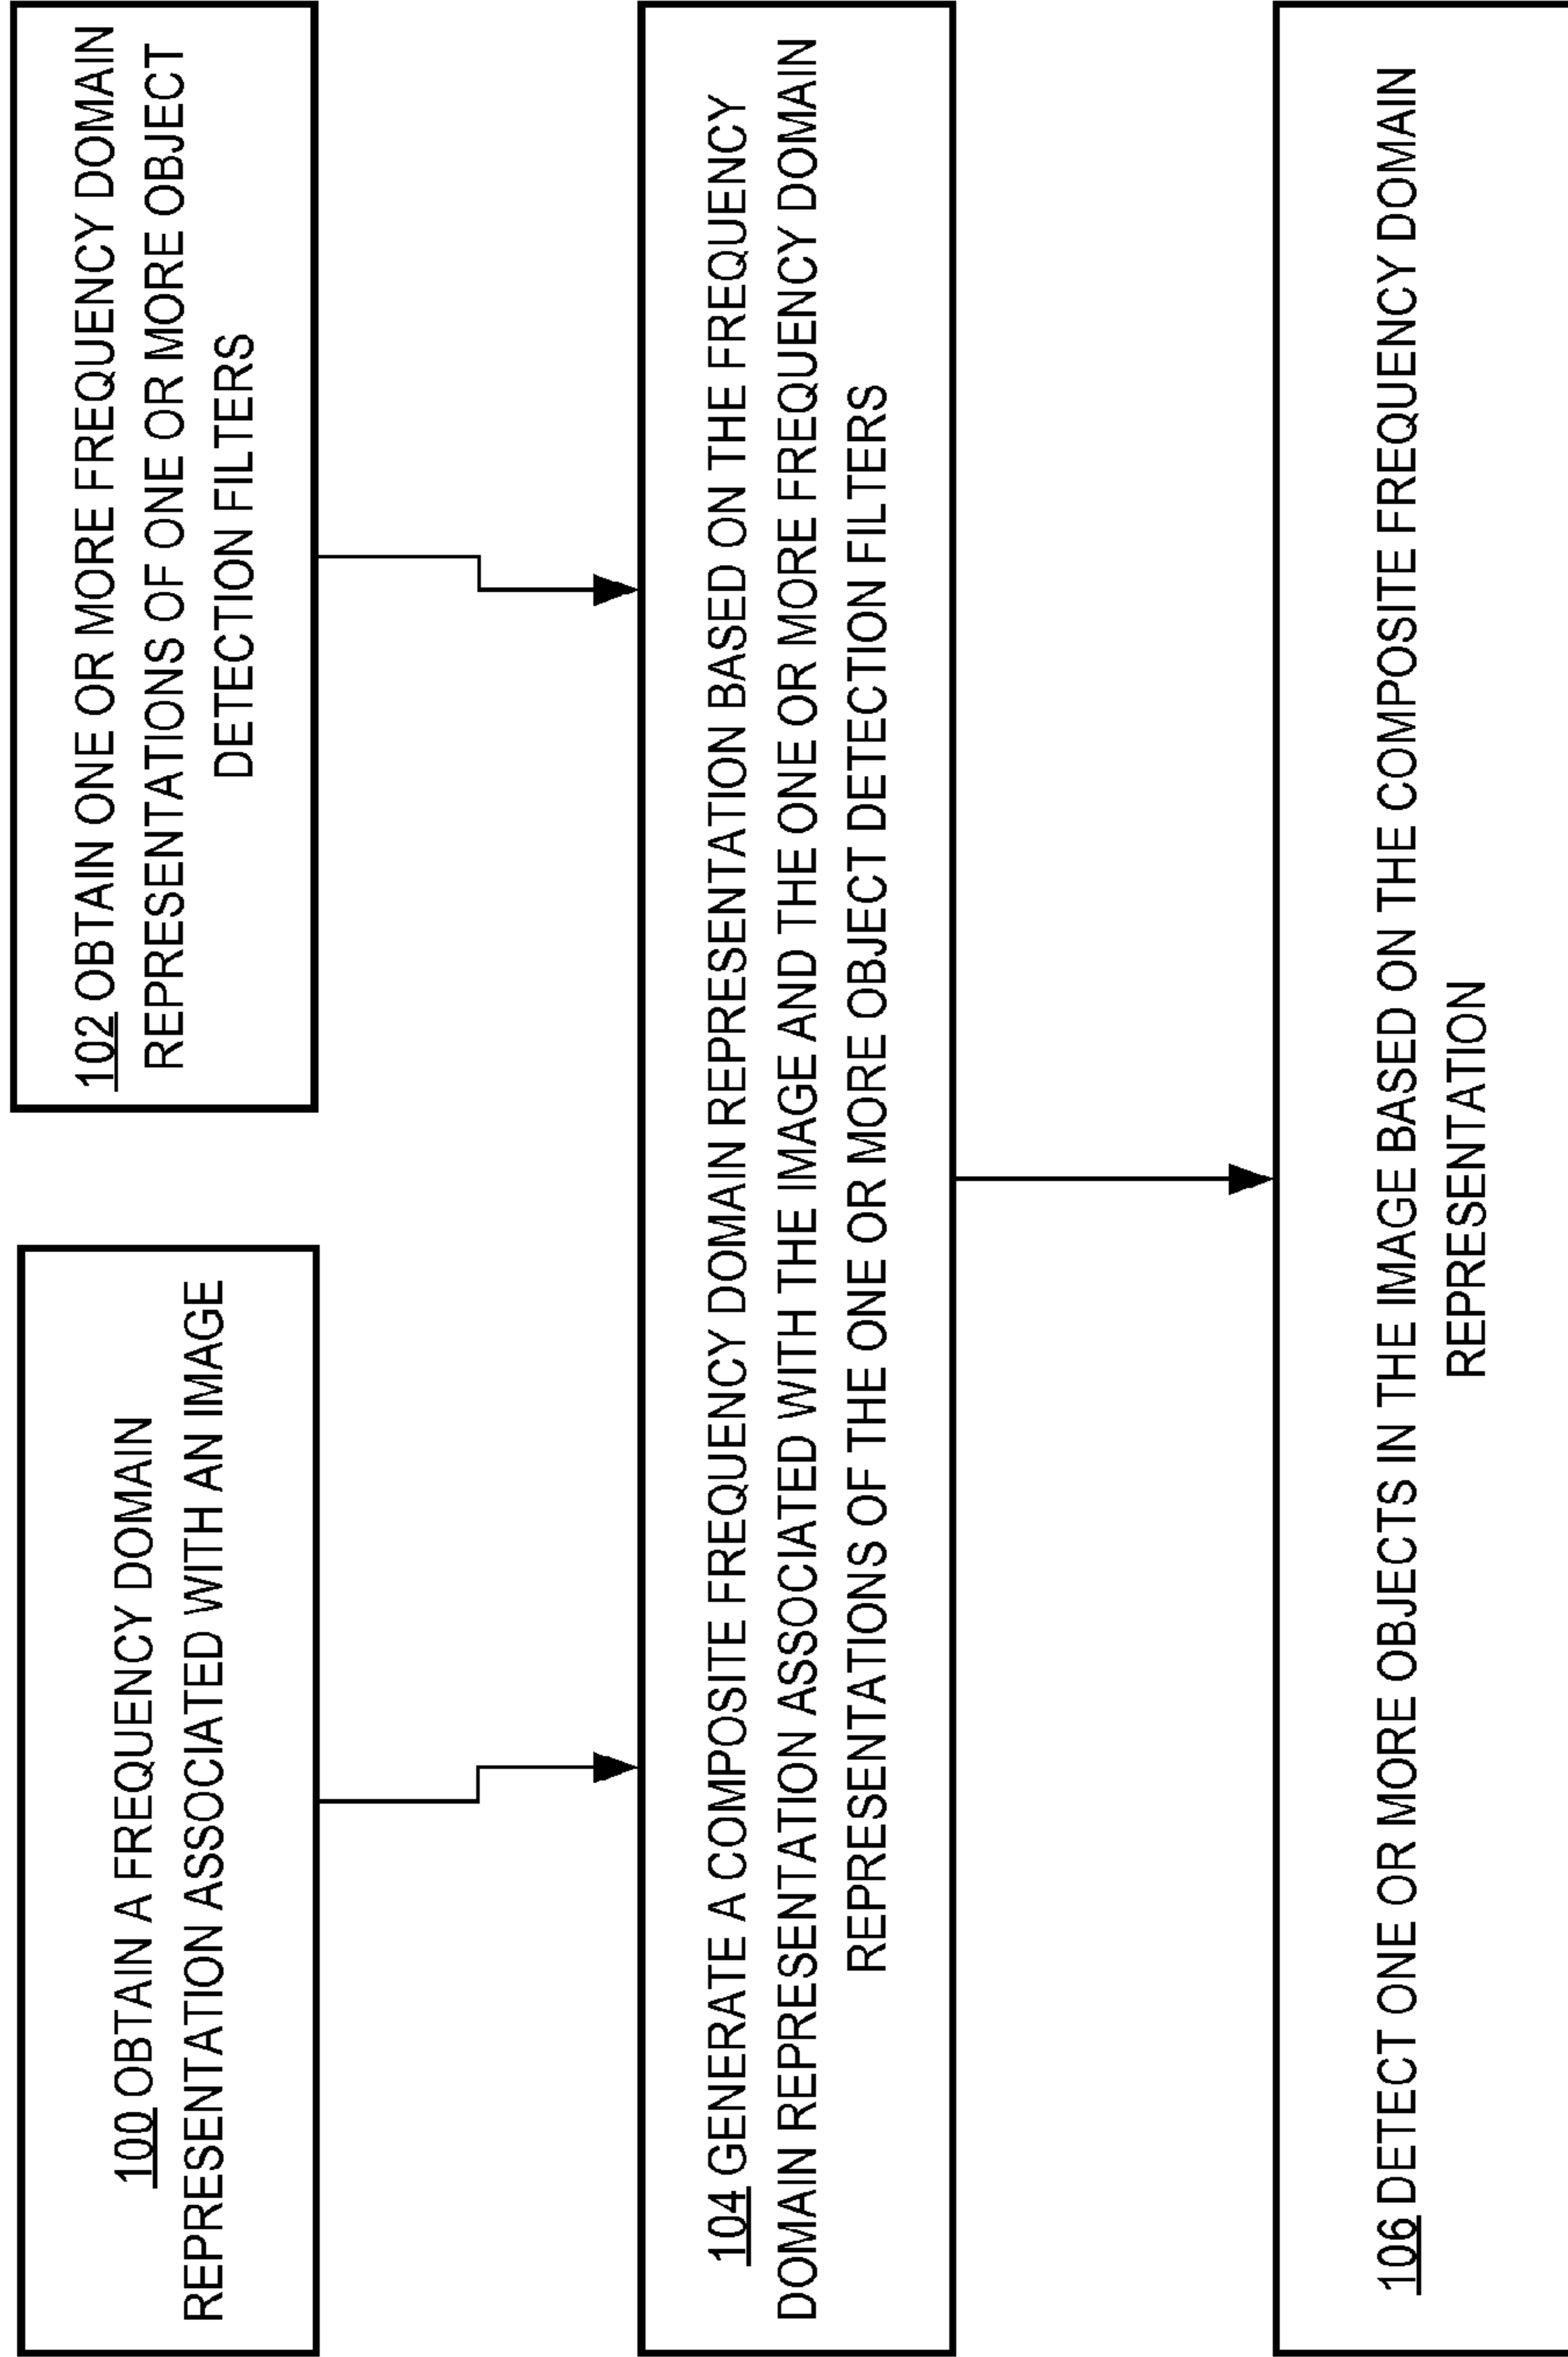 100 OBTAIN A FREQUENCY DOMAIN
REPRESENTATION ASSOCIATED WITH AN IMAGE
102 OBTAIN ONE OR MORE FREQUENCY DOMAIN
REPRESENTATIONS OF ONE OR MORE OBJECT
DETECTION FILTERS
104 GENERATE A COMPOSITE FREQUENCY DOMAIN REPRESENTATION BASED ON THE FREQUENCY
DOMAIN REPRESENTATION ASSOCIATED WITH THE IMAGE AND THE ONE OR MORE FREQUENCY DOMAIN
REPRESENTATIONS OF THE ONE OR MORE OBJECT DETECTION FILTERS
106 DETECT ONE OR MORE OBJECTS IN THE IMAGE BASED ON THE COMPOSITE FREQUENCY DOMAIN
REPRESENTATION